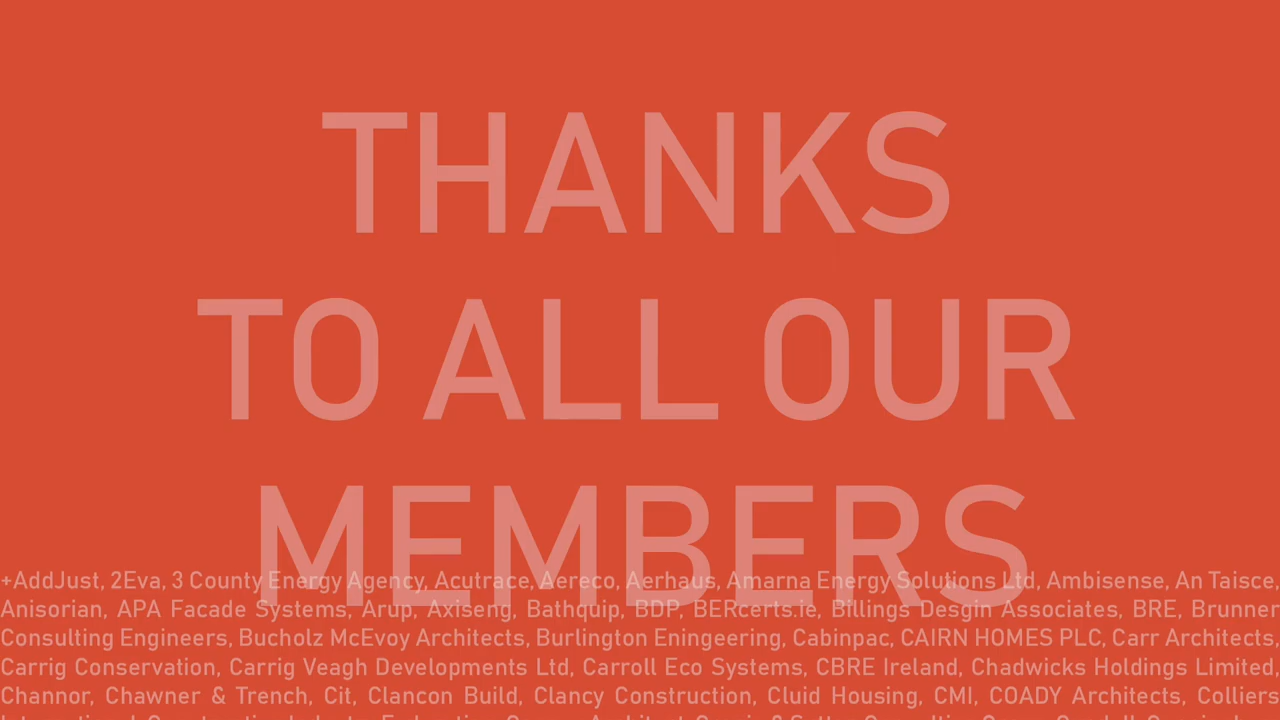 THANKS
TO ALL OUR
MEMBERS
+AddJust, 2Eva, 3 County Energy Agency, Acutrace, Aereco, Aerhaus, Amarna Energy Solutions Ltd, Ambisense, An Taisce,
Anisorian, APA Facade Systems, Arup, Axiseng, Bathquip, BDP, BERcerts.ie, Billings Desgin Associates, BRE, Brunner
Consulting Engineers, Bucholz McEvoy Architects, Burlington Eningeering, Cabinpac, CAIRN HOMES PLC, Carr Architects,
Carrig Conservation, Carrig Veagh Developments Ltd, Carroll Eco Systems, CBRE Ireland, Chadwicks Holdings Limited,
Channor, Chawner & Trench, Cit, Clancon Build, Clancy Construction, Cluid Housing, CMI, COADY Architects, Colliers